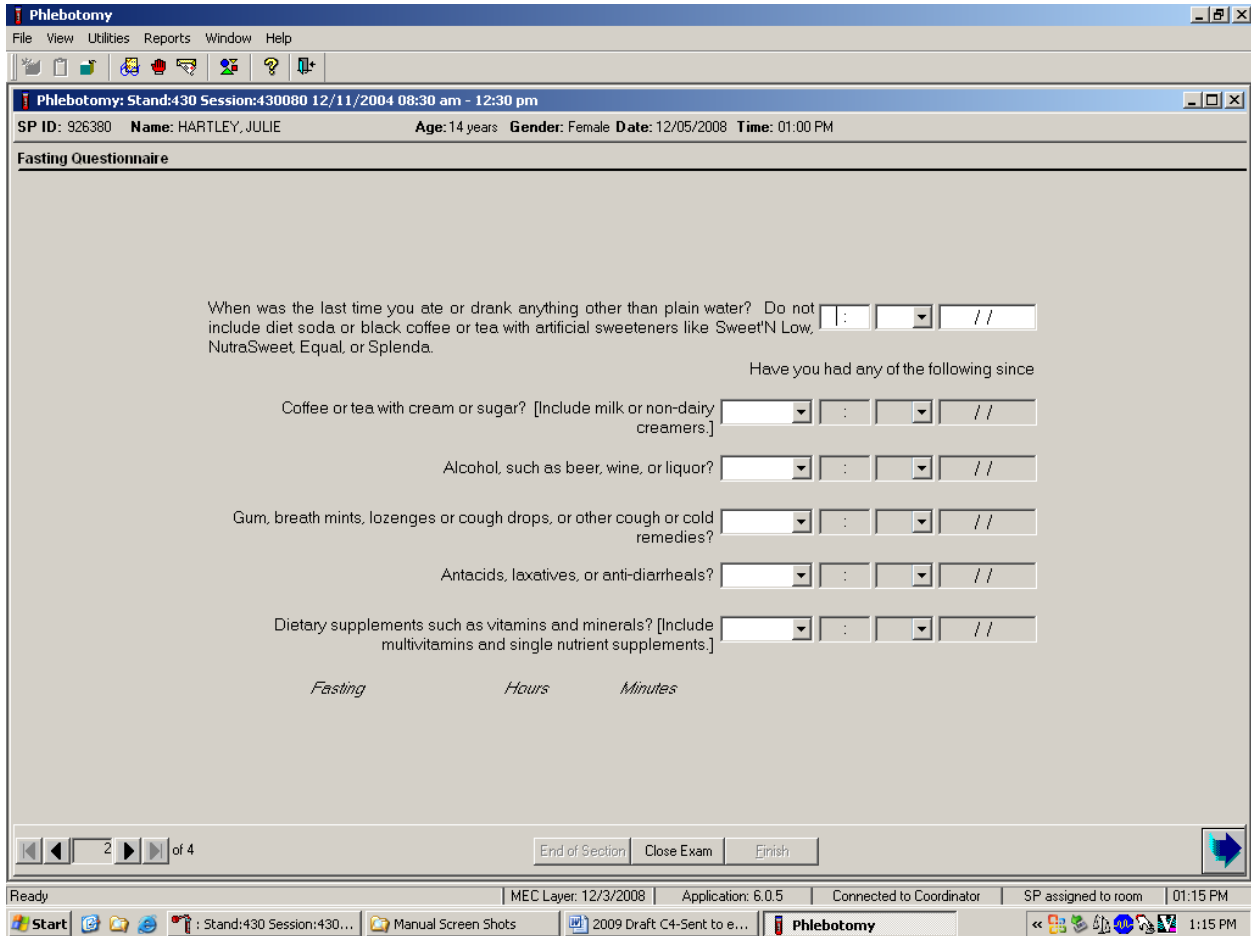 Phlebotomy
File View Utilities Reports Window Help
Phlebotomy: Stand:430 Session:430080 12/11/2004 08:30 am - 12:30 pm
SP ID: 926380 Name: HARTLEY, JULIE Age: 14 years Gender: Female Date: 12/05/2008 Time: 01:00 PM
Fasting Questionnaire
When was the last time you ate or drank anything other than plain water? Do not
include diet soda or black coffee or tea with artificial sweeteners like Sweet'N Low,
NutraSweet, Equal, or Splenda.
: / /
Have you had any of the following since
Coffee or tea with cream or sugar? [Include milk or non-dairy
creamers.]
: / /
Alcohol, such as beer, wine, or liquor? : / /
Gum, breath mints, lozenges or cough drops, or other cough or cold
remedies?
: / /
Antacids, laxatives, or anti-diarrheals? : / /
Dietary supplements such as vitamins and minerals? [Include
multivitamins and single nutrient supplements.]
: / /
Fasting Hours Minutes
2 of 4 End of Section Close Exam Finish
Ready MEC Layer: 12/3/2008 Application: 6.0.5 Connected to Coordinator SP assigned to room 01:15 PM
Start : Stand:430 Session:430... Manual Screen Shots 2009 Draft C4-Sent to e... Phlebotomy « 1:15 PM